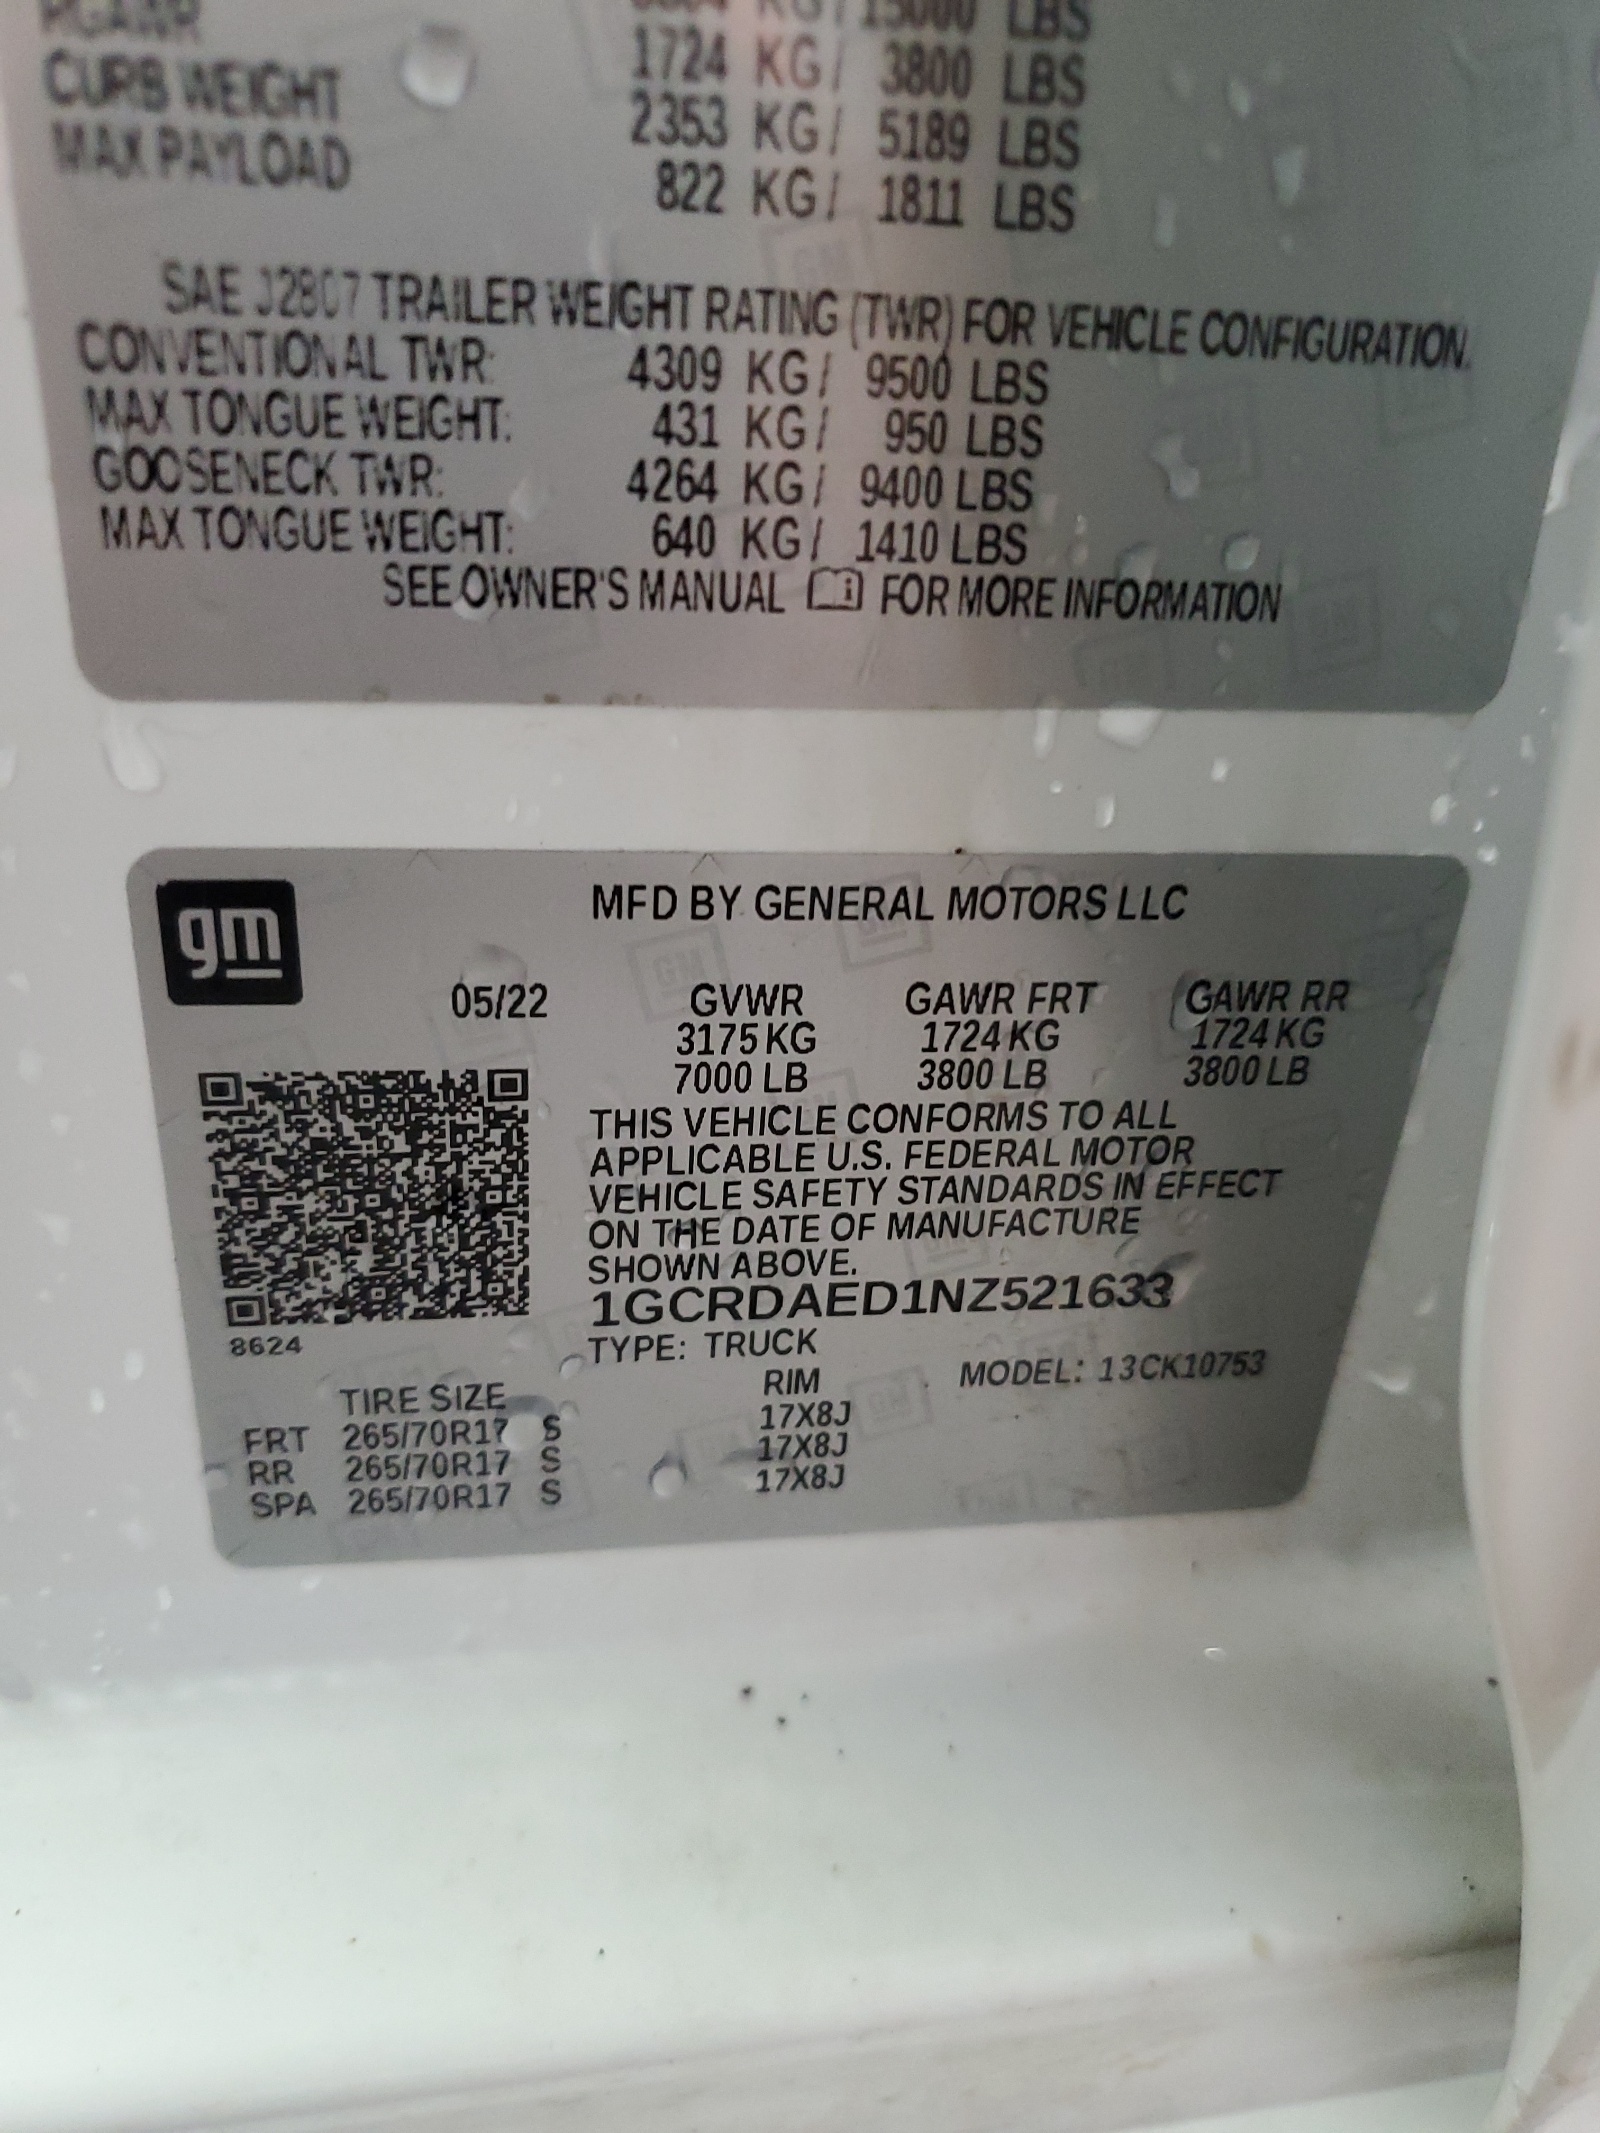 RGAWR KG/ 15000 LBS
CURB WEIGHT 1724 KG/ 3800 LBS
MAX PAYLOAD 2353 KG/ 5189 LBS
822 KG/ 1811 LBS
SAE J2807 TRAILER WEIGHT RATING (TWR) FOR VEHICLE CONFIGURATION.
CONVENTIONAL TWR: 4309 KG/ 9500 LBS
MAX TONGUE WEIGHT: 431 KG/ 950 LBS
GOOSENECK TWR: 4264 KG/ 9400 LBS
MAX TONGUE WEIGHT: 640 KG/ 1410 LBS
SEE OWNER'S MANUAL FOR MORE INFORMATION
gm
MFD BY GENERAL MOTORS LLC
05/22 GVWR GAWR FRT GAWR RR
3175 KG 1724 KG 1724 KG
7000 LB 3800 LB 3800 LB
THIS VEHICLE CONFORMS TO ALL
APPLICABLE U.S. FEDERAL MOTOR
VEHICLE SAFETY STANDARDS IN EFFECT
ON THE DATE OF MANUFACTURE
SHOWN ABOVE.
1GCRDAED1NZ521633
8624
TYPE: TRUCK
MODEL: 13CK10753
TIRE SIZE RIM
FRT 265/70R17 S 17X8J
RR 265/70R17 S 17X8J
SPA 265/70R17 S 17X8J